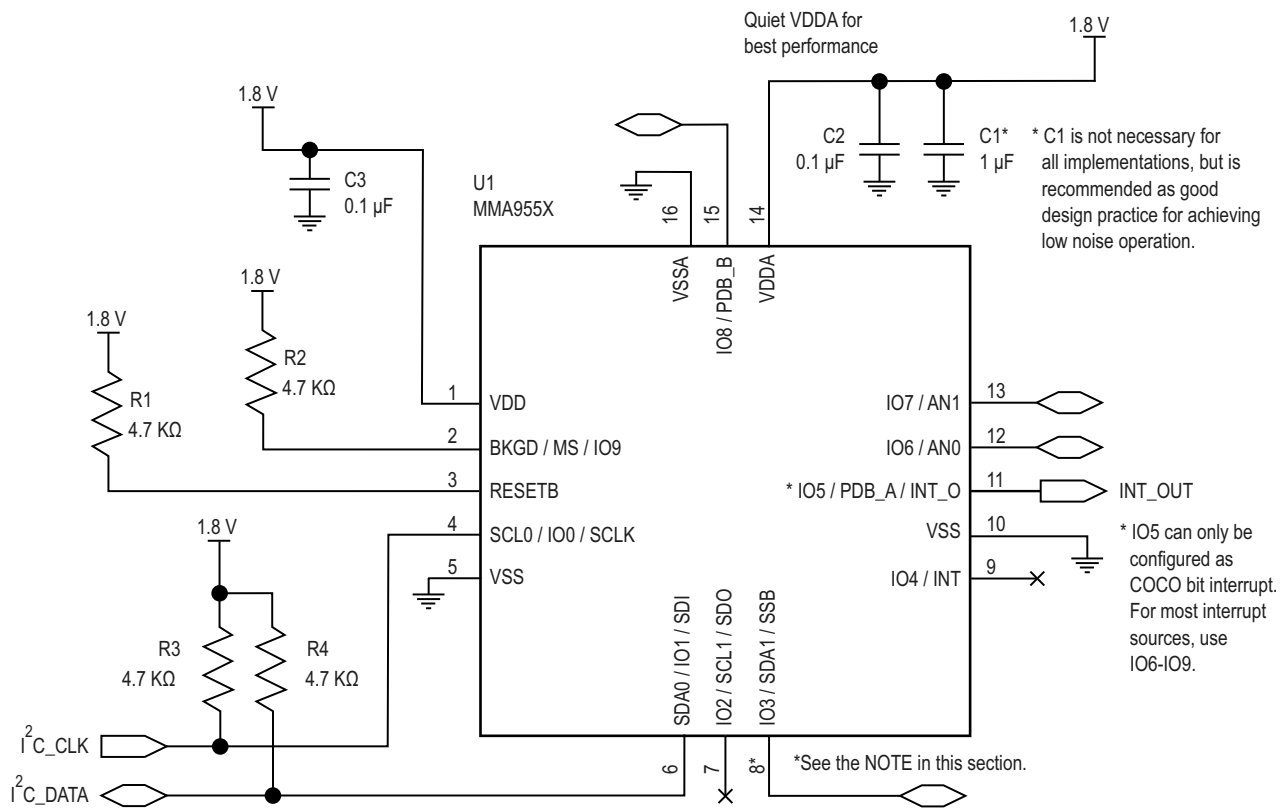 Quiet VDDA for
best performance
1.8 V
1.8 V
C3
0.1 µF
C2
0.1 µF
C1*
1 µF
* C1 is not necessary for
all implementations, but is
recommended as good
design practice for achieving
low noise operation.
U1
MMA955X
16
15
14
VSSA
IO8 / PDB_B
VDDA
1.8 V
R2
4.7 KΩ
1.8 V
R1
4.7 KΩ
1
VDD
2
BKGD / MS / IO9
3
RESETB
4
SCL0 / IO0 / SCLK
5
VSS
IO7 / AN1
13
IO6 / AN0
12
* IO5 / PDB_A / INT_O
11
INT_OUT
VSS
10
IO4 / INT
9
* IO5 can only be
configured as
COCO bit interrupt.
For most interrupt
sources, use
IO6-IO9.
1.8 V
R3
4.7 KΩ
R4
4.7 KΩ
SDA0 / IO1 / SDI
IO2 / SCL1 / SDO
IO3 / SDA1 / SSB
6
7
8*
*See the NOTE in this section.
I²C_CLK
I²C_DATA